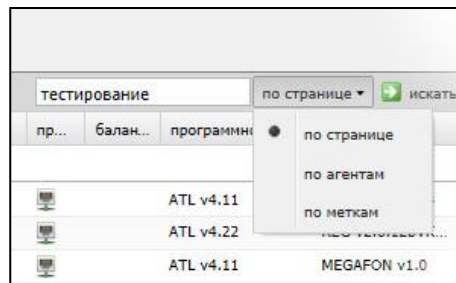 тестирование по странице искать
пр... балан... программно
по странице
по агентам
ATL v4.11
по меткам
ATL v4.22
ATL v4.11 MEGAFON v1.0